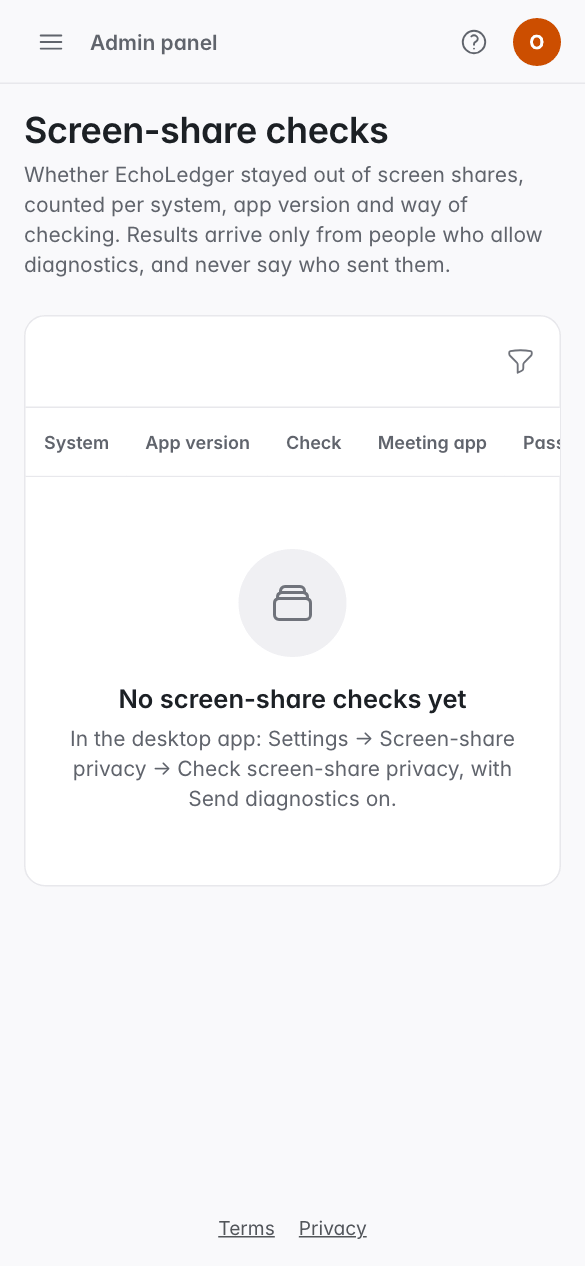 Admin panel
O
Screen-share checks
Whether EchoLedger stayed out of screen shares,
counted per system, app version and way of
checking. Results arrive only from people who allow
diagnostics, and never say who sent them.
System App version Check Meeting app Pass
No screen-share checks yet
In the desktop app: Settings → Screen-share
privacy → Check screen-share privacy, with
Send diagnostics on.
Terms Privacy